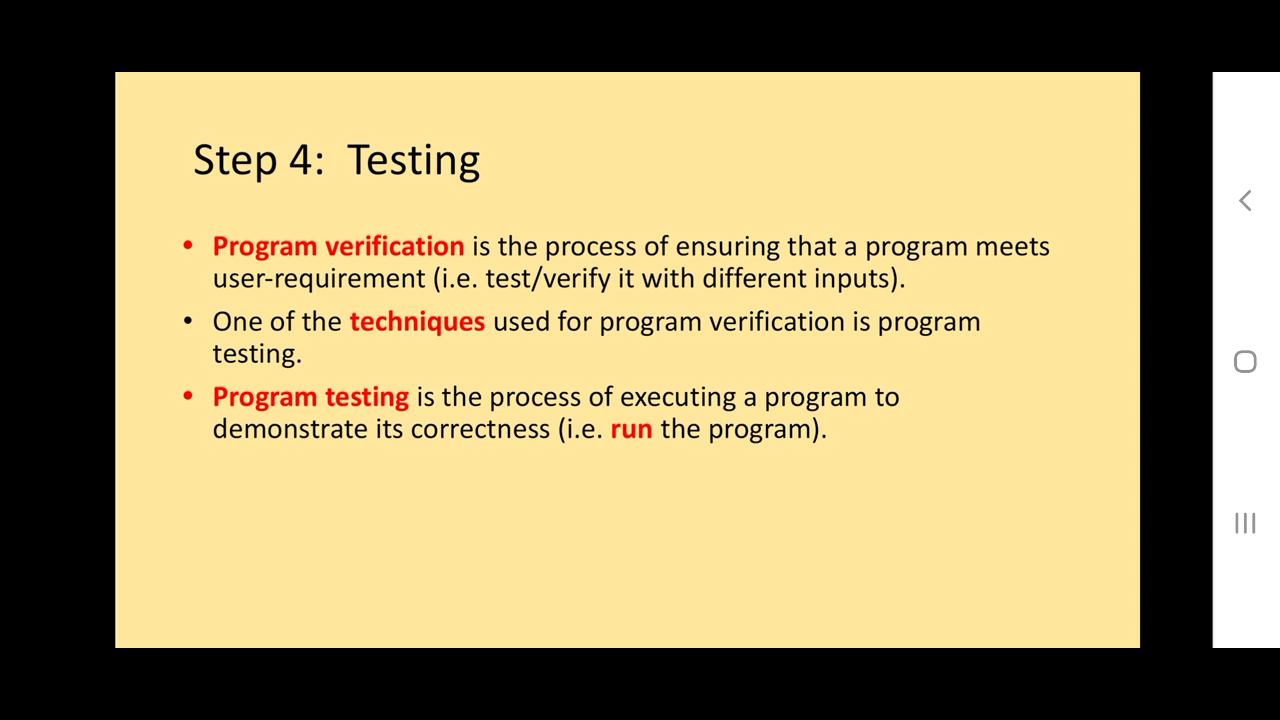 Step 4:  Testing
• Program verification is the process of ensuring that a program meets
user-requirement (i.e. test/verify it with different inputs).
• One of the techniques used for program verification is program
testing.
• Program testing is the process of executing a program to
demonstrate its correctness (i.e. run the program).